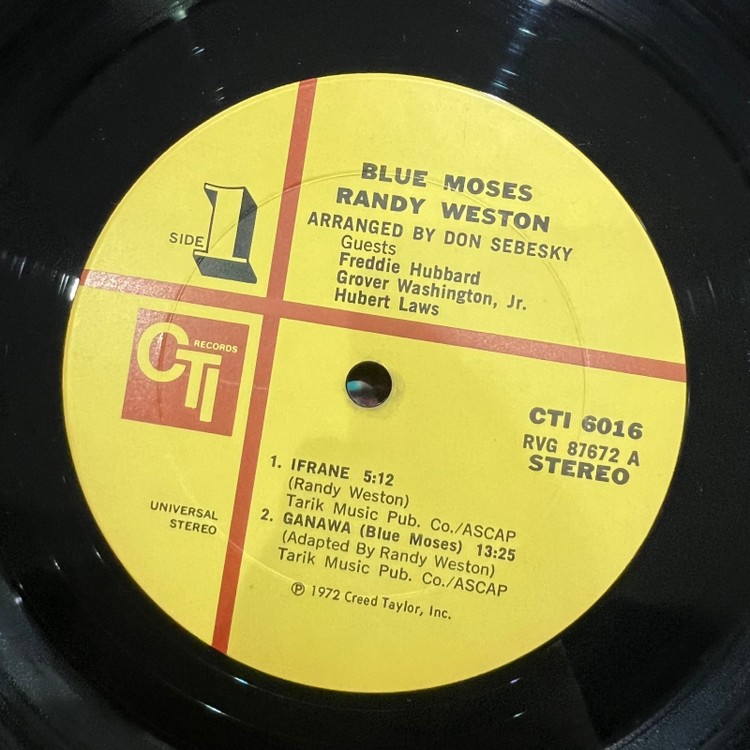 BLUE MOSES
RANDY WESTON
ARRANGED BY DON SEBESKY
Guests
Freddie Hubbard
Grover Washington, Jr.
Hubert Laws
SIDE 1
CTI RECORDS
CTI 6016
RVG 87672 A
STEREO
1. IFRANE 5:12
(Randy Weston)
Tarik Music Pub. Co./ASCAP
2. GANAWA (Blue Moses) 13:25
(Adapted By Randy Weston)
Tarik Music Pub. Co./ASCAP
UNIVERSAL
STEREO
℗ 1972 Creed Taylor, Inc.